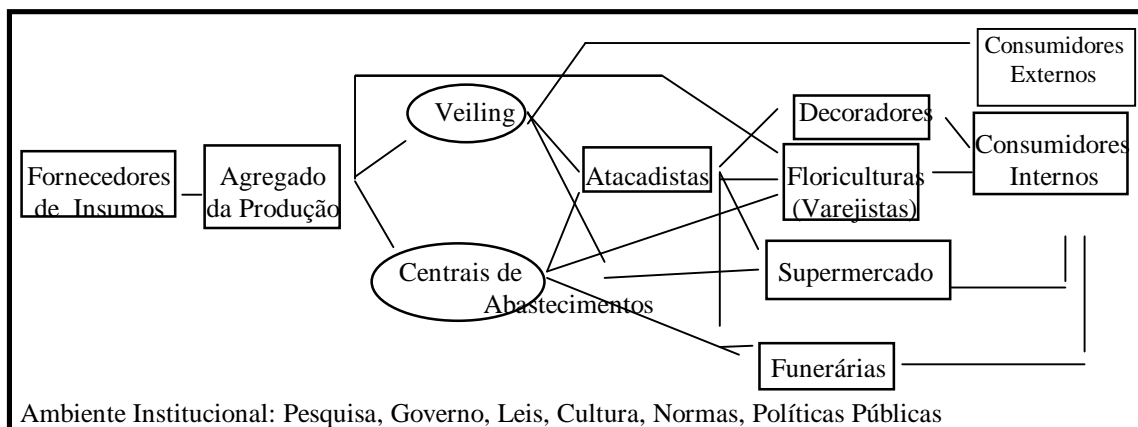 Consumidores
Externos
Veiling
Decoradores
Consumidores
Internos
Fornecedores
de Insumos
Agregado
da Produção
Atacadistas
Floriculturas
(Varejistas)
Centrais de
Abastecimentos
Supermercado
Funerárias
Ambiente Institucional: Pesquisa, Governo, Leis, Cultura, Normas, Políticas Públicas